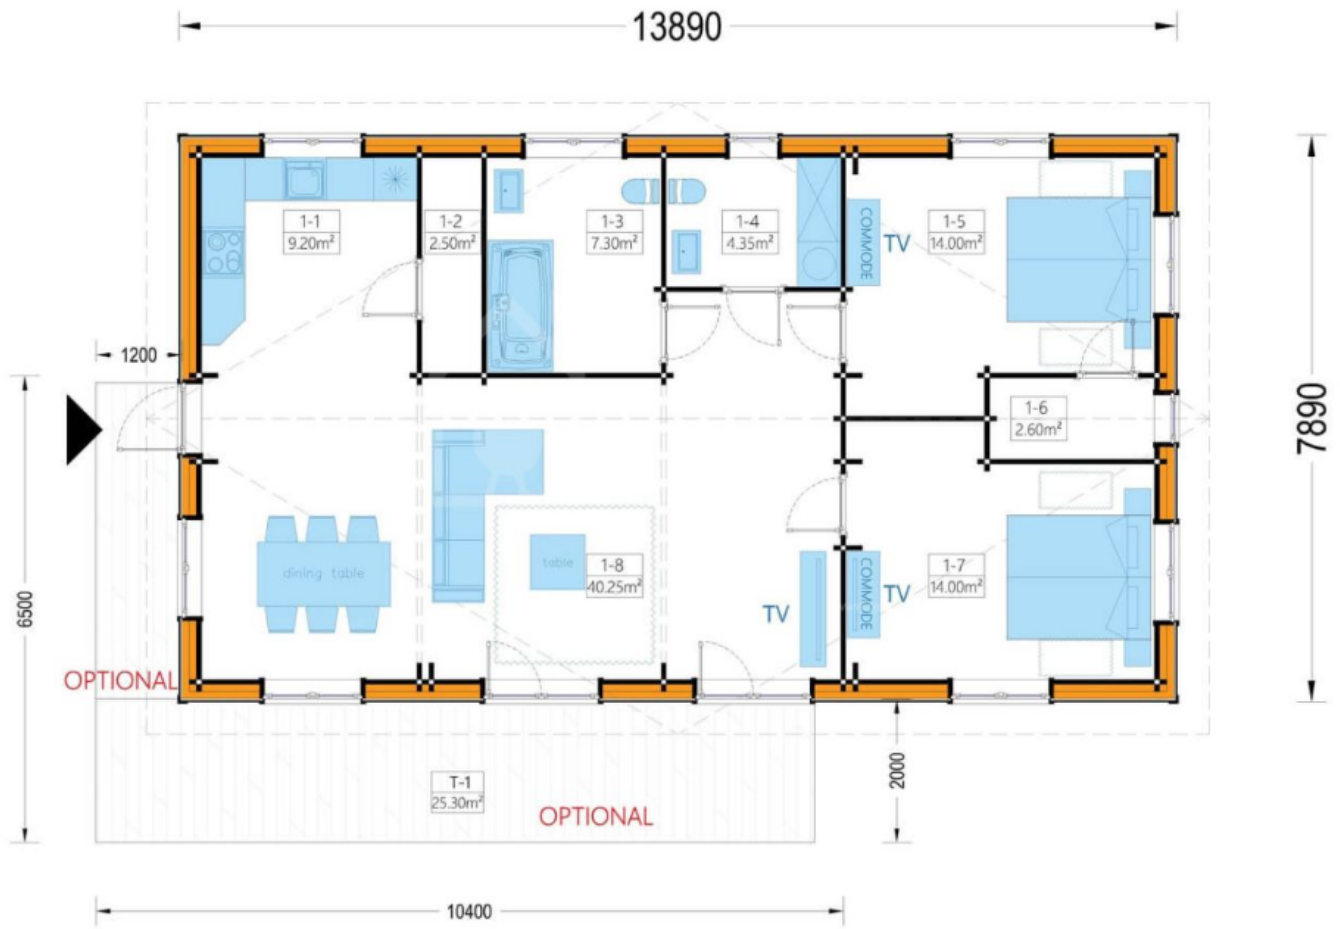 13890
1-1
9.20m²
1-2
2.50m²
1-3
7.30m²
1-4
4.35m²
COMMODE
TV
1-5
14.00m²
1200
7890
1-6
2.60m²
6500
dining table
table
1-8
40.25m²
TV
COMMODE
TV
1-7
14.00m²
OPTIONAL
T-1
25.30m²
OPTIONAL
2000
10400